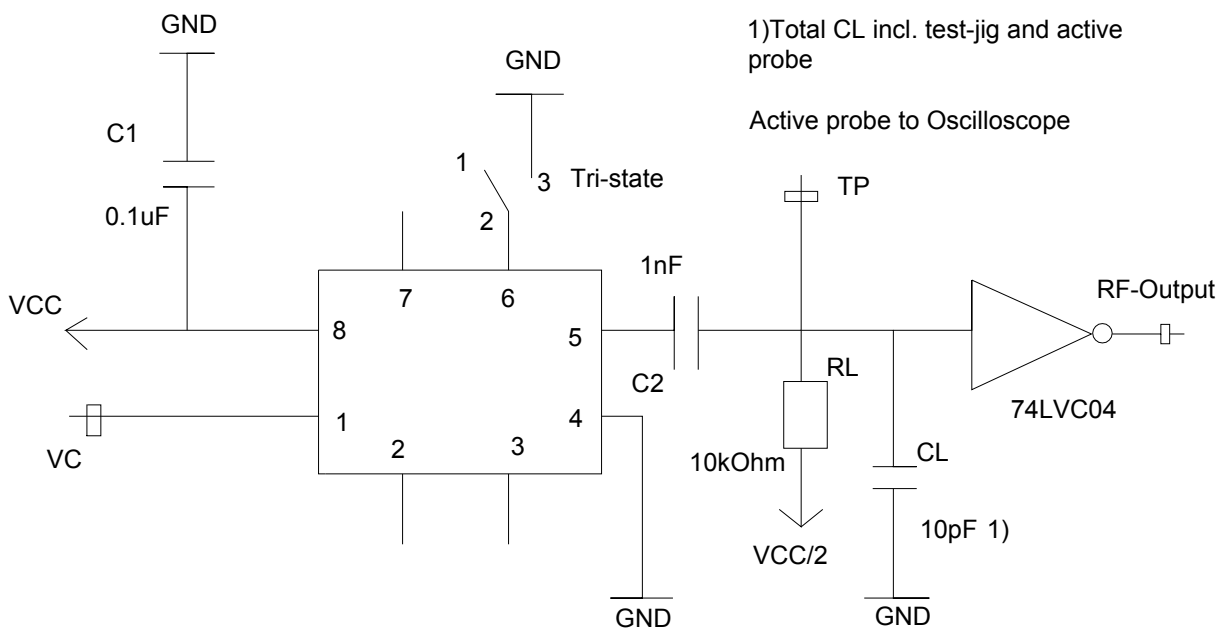 GND
1)Total CL incl. test-jig and active
probe
GND
Active probe to Oscilloscope
C1
1
3
Tri-state
TP
0.1uF
2
1nF
7
6
RF-Output
VCC
8
5
RL
C2
74LVC04
1
4
VC
2
3
10kOhm
CL
10pF 1)
VCC/2
GND
GND